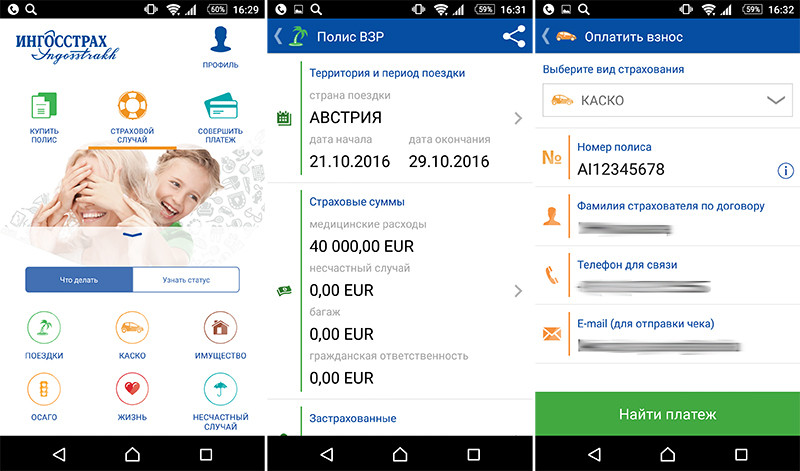 60% 16:29
ИНГОССТРАХ
Ingosstrakh
ПРОФИЛЬ
КУПИТЬ
ПОЛИС
СТРАХОВОЙ
СЛУЧАЙ
СОВЕРШИТЬ
ПЛАТЕЖ
Что делать
Узнать статус
ПОЕЗДКИ
КАСКО
ИМУЩЕСТВО
ОСАГО
ЖИЗНЬ
НЕСЧАСТНЫЙ
СЛУЧАЙ
59% 16:31
Полис ВЗР
Территория и период поездки
страна поездки
АВСТРИЯ
дата начала дата окончания
21.10.2016 29.10.2016
Страховые суммы
медицинские расходы
40 000,00 EUR
несчастный случай
0,00 EUR
багаж
0,00 EUR
гражданская ответственность
0,00 EUR
Застрахованные
59% 16:32
Оплатить взнос
Выберите вид страхования
КАСКО
№
Номер полиса
AI12345678
Фамилия страхователя по договору
Телефон для связи
E-mail (для отправки чека)
Найти платеж